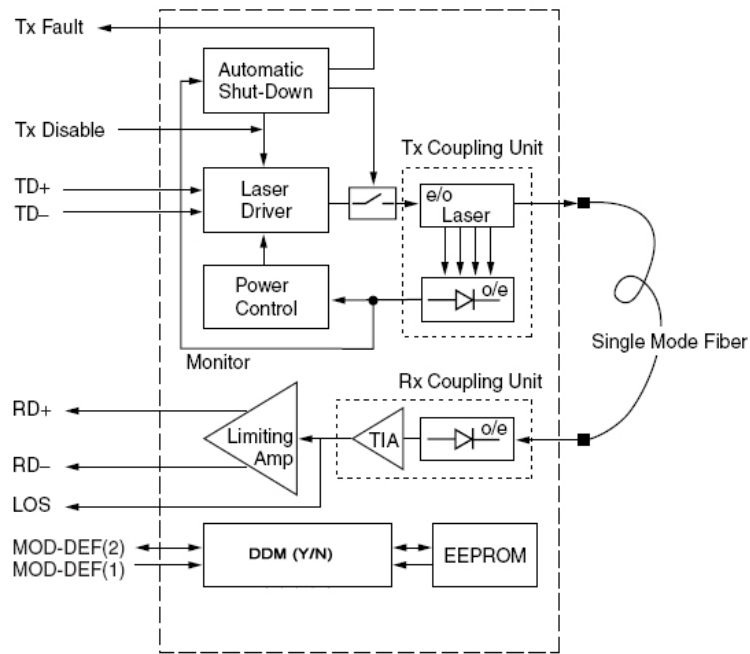 Tx Fault
Automatic
Shut-Down
Tx Disable
Tx Coupling Unit
TD+
TD–
Laser
Driver
e/o
Laser
Power
Control
o/e
Single Mode Fiber
Monitor
Rx Coupling Unit
RD+
RD–
Limiting
Amp
TIA
o/e
LOS
MOD-DEF(2)
MOD-DEF(1)
DDM (Y/N)
EEPROM